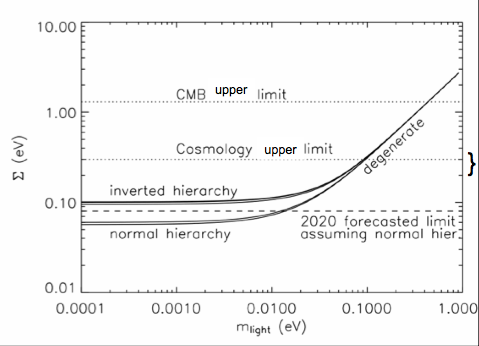 10.00
CMB upper limit
1.00
Cosmology upper limit
}
degenerate
inverted hierarchy
0.10
2020 forecasted limit
normal hierarchy
assuming normal hier
0.01
Σ (eV)
0.0001 0.0010 0.0100 0.1000 1.000
m_light (eV)